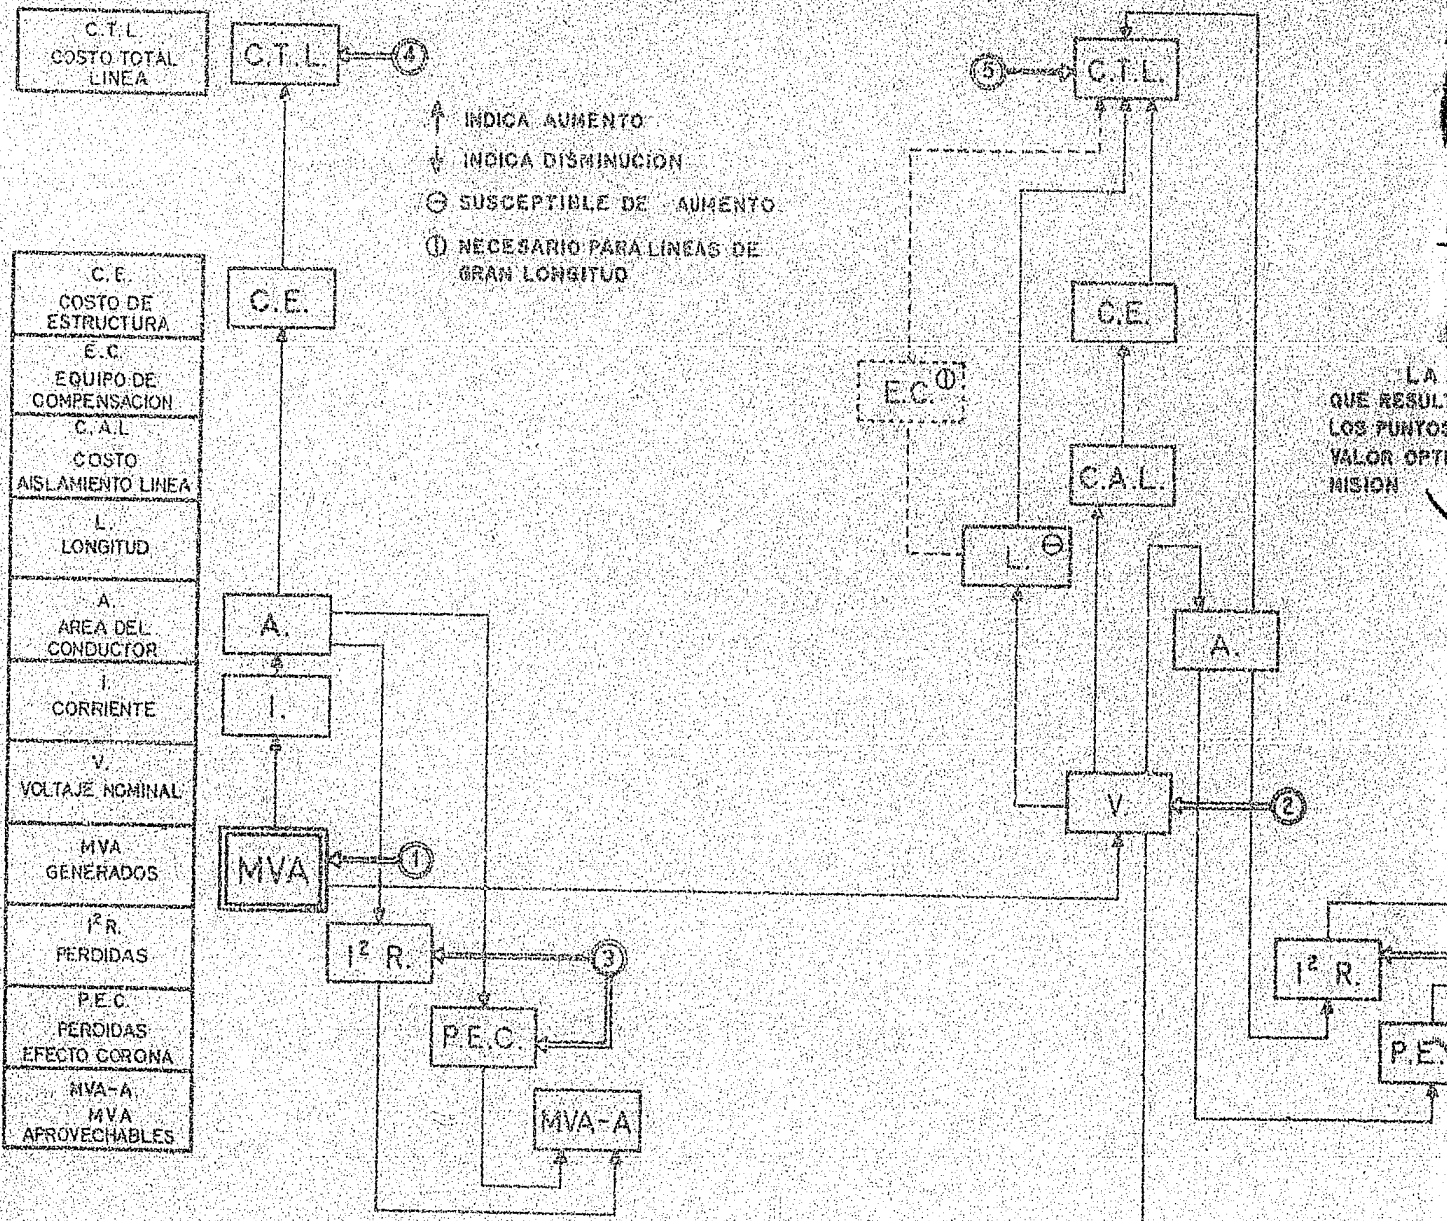 C.T.L.
COSTO TOTAL
LINEA
C.T.L.
4
INDICA AUMENTO
INDICA DISMINUCION
SUSCEPTIBLE DE AUMENTO
NECESARIO PARA LINEAS DE
GRAN LONGITUD
C.E.
COSTO DE
ESTRUCTURA
E.C.
EQUIPO DE
COMPENSACION
C.A.L
COSTO
AISLAMIENTO LINEA
L.
LONGITUD
A.
AREA DEL
CONDUCTOR
I.
CORRIENTE
V.
VOLTAJE NOMINAL
MVA
GENERADOS
I² R.
PERDIDAS
P.E.C.
PERDIDAS
EFECTO CORONA
MVA-A.
MVA
APROVECHABLES
C.E.
A.
I.
MVA
1
I² R.
3
P.E.C.
MVA-A
5
C.T.L.
C.E.
E.C.
C.A.L.
L.
A.
V.
2
I² R.
P.E.
LA
QUE RESULT
LOS PUNTOS
VALOR OPTI
MISION